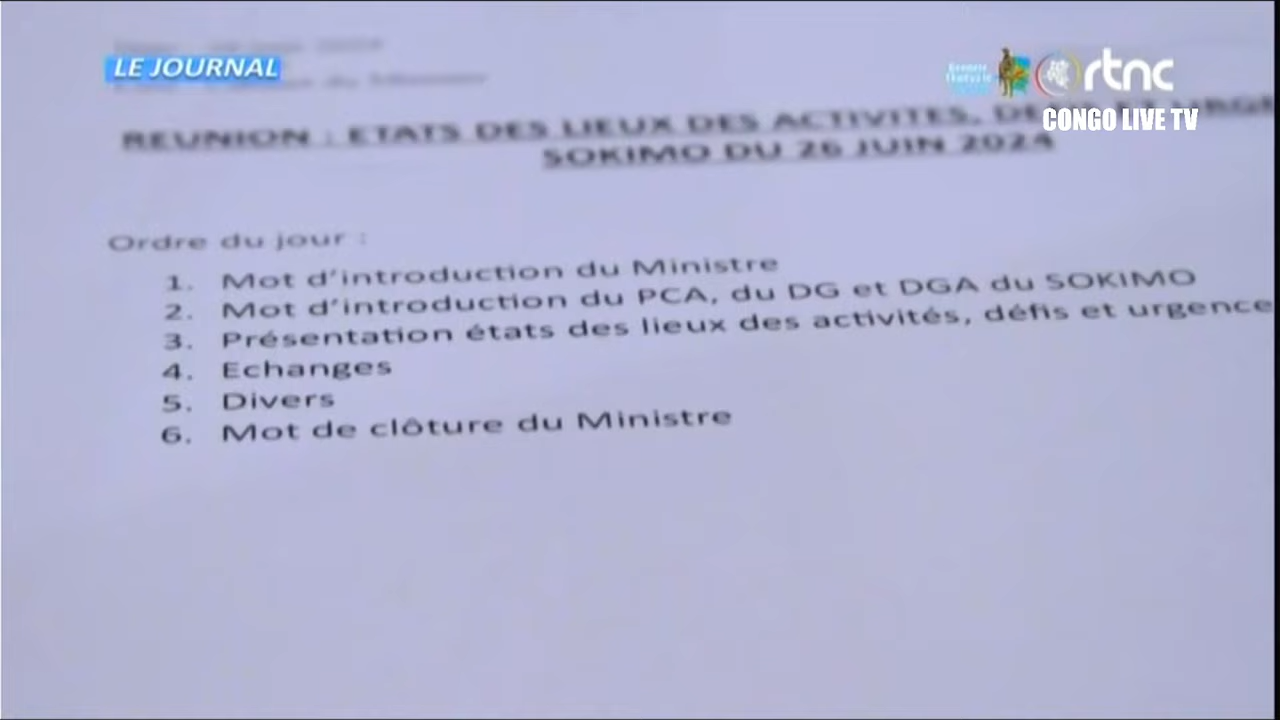 LE JOURNAL
rtnc
CONGO LIVE TV
REUNION : ETATS DES LIEUX DES ACTIVITES,
SOKIMO DU 26 JUIN 2024
Ordre du jour :
1. Mot d'introduction du Ministre
2. Mot d'introduction du PCA, du DG et DGA du SOKIMO
3. Présentation états des lieux des activités, défis et urgence
4. Echanges
5. Divers
6. Mot de clôture du Ministre